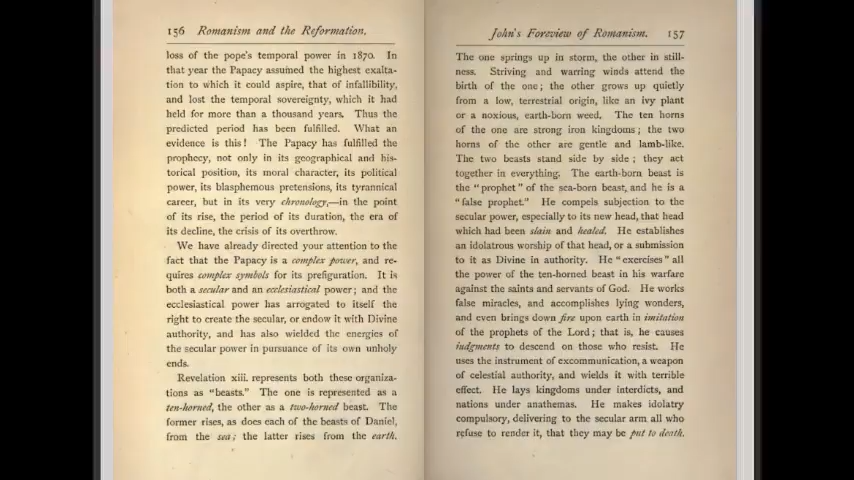 156 Romanism and the Reformation.
loss of the pope's temporal power in 1870. In
that year the Papacy assumed the highest exalta-
tion to which it could aspire, that of infallibility,
and lost the temporal sovereignty, which it had
held for more than a thousand years. Thus the
predicted period has been fulfilled. What an
evidence is this! The Papacy has fulfilled the
prophecy, not only in its geographical and his-
torical position, its moral character, its political
power, its blasphemous pretensions, its tyrannical
career, but in its very chronology,—in the point
of its rise, the period of its duration, the era of
its decline, the crisis of its overthrow.
We have already directed your attention to the
fact that the Papacy is a complex power, and re-
quires complex symbols for its prefiguration. It is
both a secular and an ecclesiastical power; and the
ecclesiastical power has arrogated to itself the
right to create the secular, or endow it with Divine
authority, and has also wielded the energies of
the secular power in pursuance of its own unholy
ends.
Revelation xiii. represents both these organiza-
tions as "beasts." The one is represented as a
ten-horned, the other as a two-horned beast. The
former rises, as does each of the beasts of Daniel,
from the sea; the latter rises from the earth.
John's Foreview of Romanism. 157
The one springs up in storm, the other in still-
ness. Striving and warring winds attend the
birth of the one; the other grows up quietly
from a low, terrestrial origin, like an ivy plant
or a noxious, earth-born weed. The ten horns
of the one are strong iron kingdoms; the two
horns of the other are gentle and lamb-like.
The two beasts stand side by side; they act
together in everything. The earth-born beast is
the "prophet" of the sea-born beast, and he is a
"false prophet." He compels subjection to the
secular power, especially to its new head, that head
which had been slain and healed. He establishes
an idolatrous worship of that head, or a submission
to it as Divine in authority. He "exercises" all
the power of the ten-horned beast in his warfare
against the saints and servants of God. He works
false miracles, and accomplishes lying wonders,
and even brings down fire upon earth in imitation
of the prophets of the Lord; that is, he causes
judgments to descend on those who resist. He
uses the instrument of excommunication, a weapon
of celestial authority, and wields it with terrible
effect. He lays kingdoms under interdicts, and
nations under anathemas. He makes idolatry
compulsory, delivering to the secular arm all who
refuse to render it, that they may be put to death.